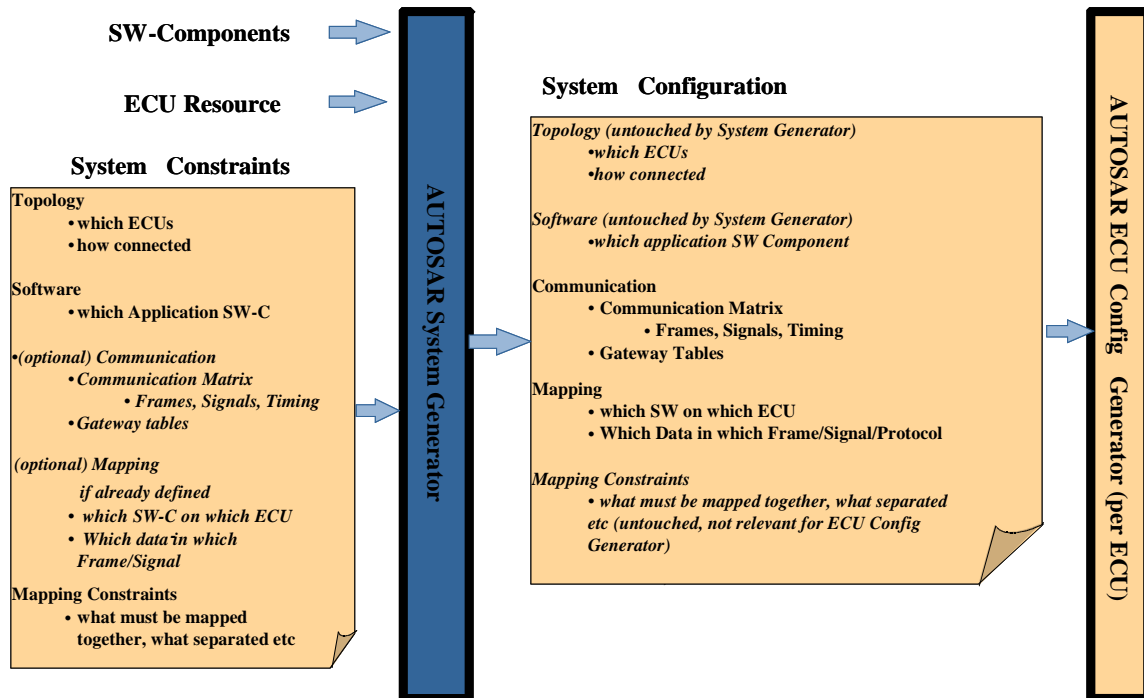 SW-Components
ECU Resource
System Constraints
Topology
• which ECUs
• how connected
Software
• which Application SW-C
•(optional) Communication
• Communication Matrix
• Frames, Signals, Timing
• Gateway tables
(optional) Mapping
if already defined
• which SW-C on which ECU
• Which data in which
Frame/Signal
Mapping Constraints
• what must be mapped
together, what separated etc
AUTOSAR System Generator
System Configuration
Topology (untouched by System Generator)
•which ECUs
•how connected
Software (untouched by System Generator)
•which application SW Component
Communication
• Communication Matrix
• Frames, Signals, Timing
• Gateway Tables
Mapping
• which SW on which ECU
• Which Data in which Frame/Signal/Protocol
Mapping Constraints
• what must be mapped together, what separated
etc (untouched, not relevant for ECU Config
Generator)
AUTOSAR ECU Config Generator (per ECU)